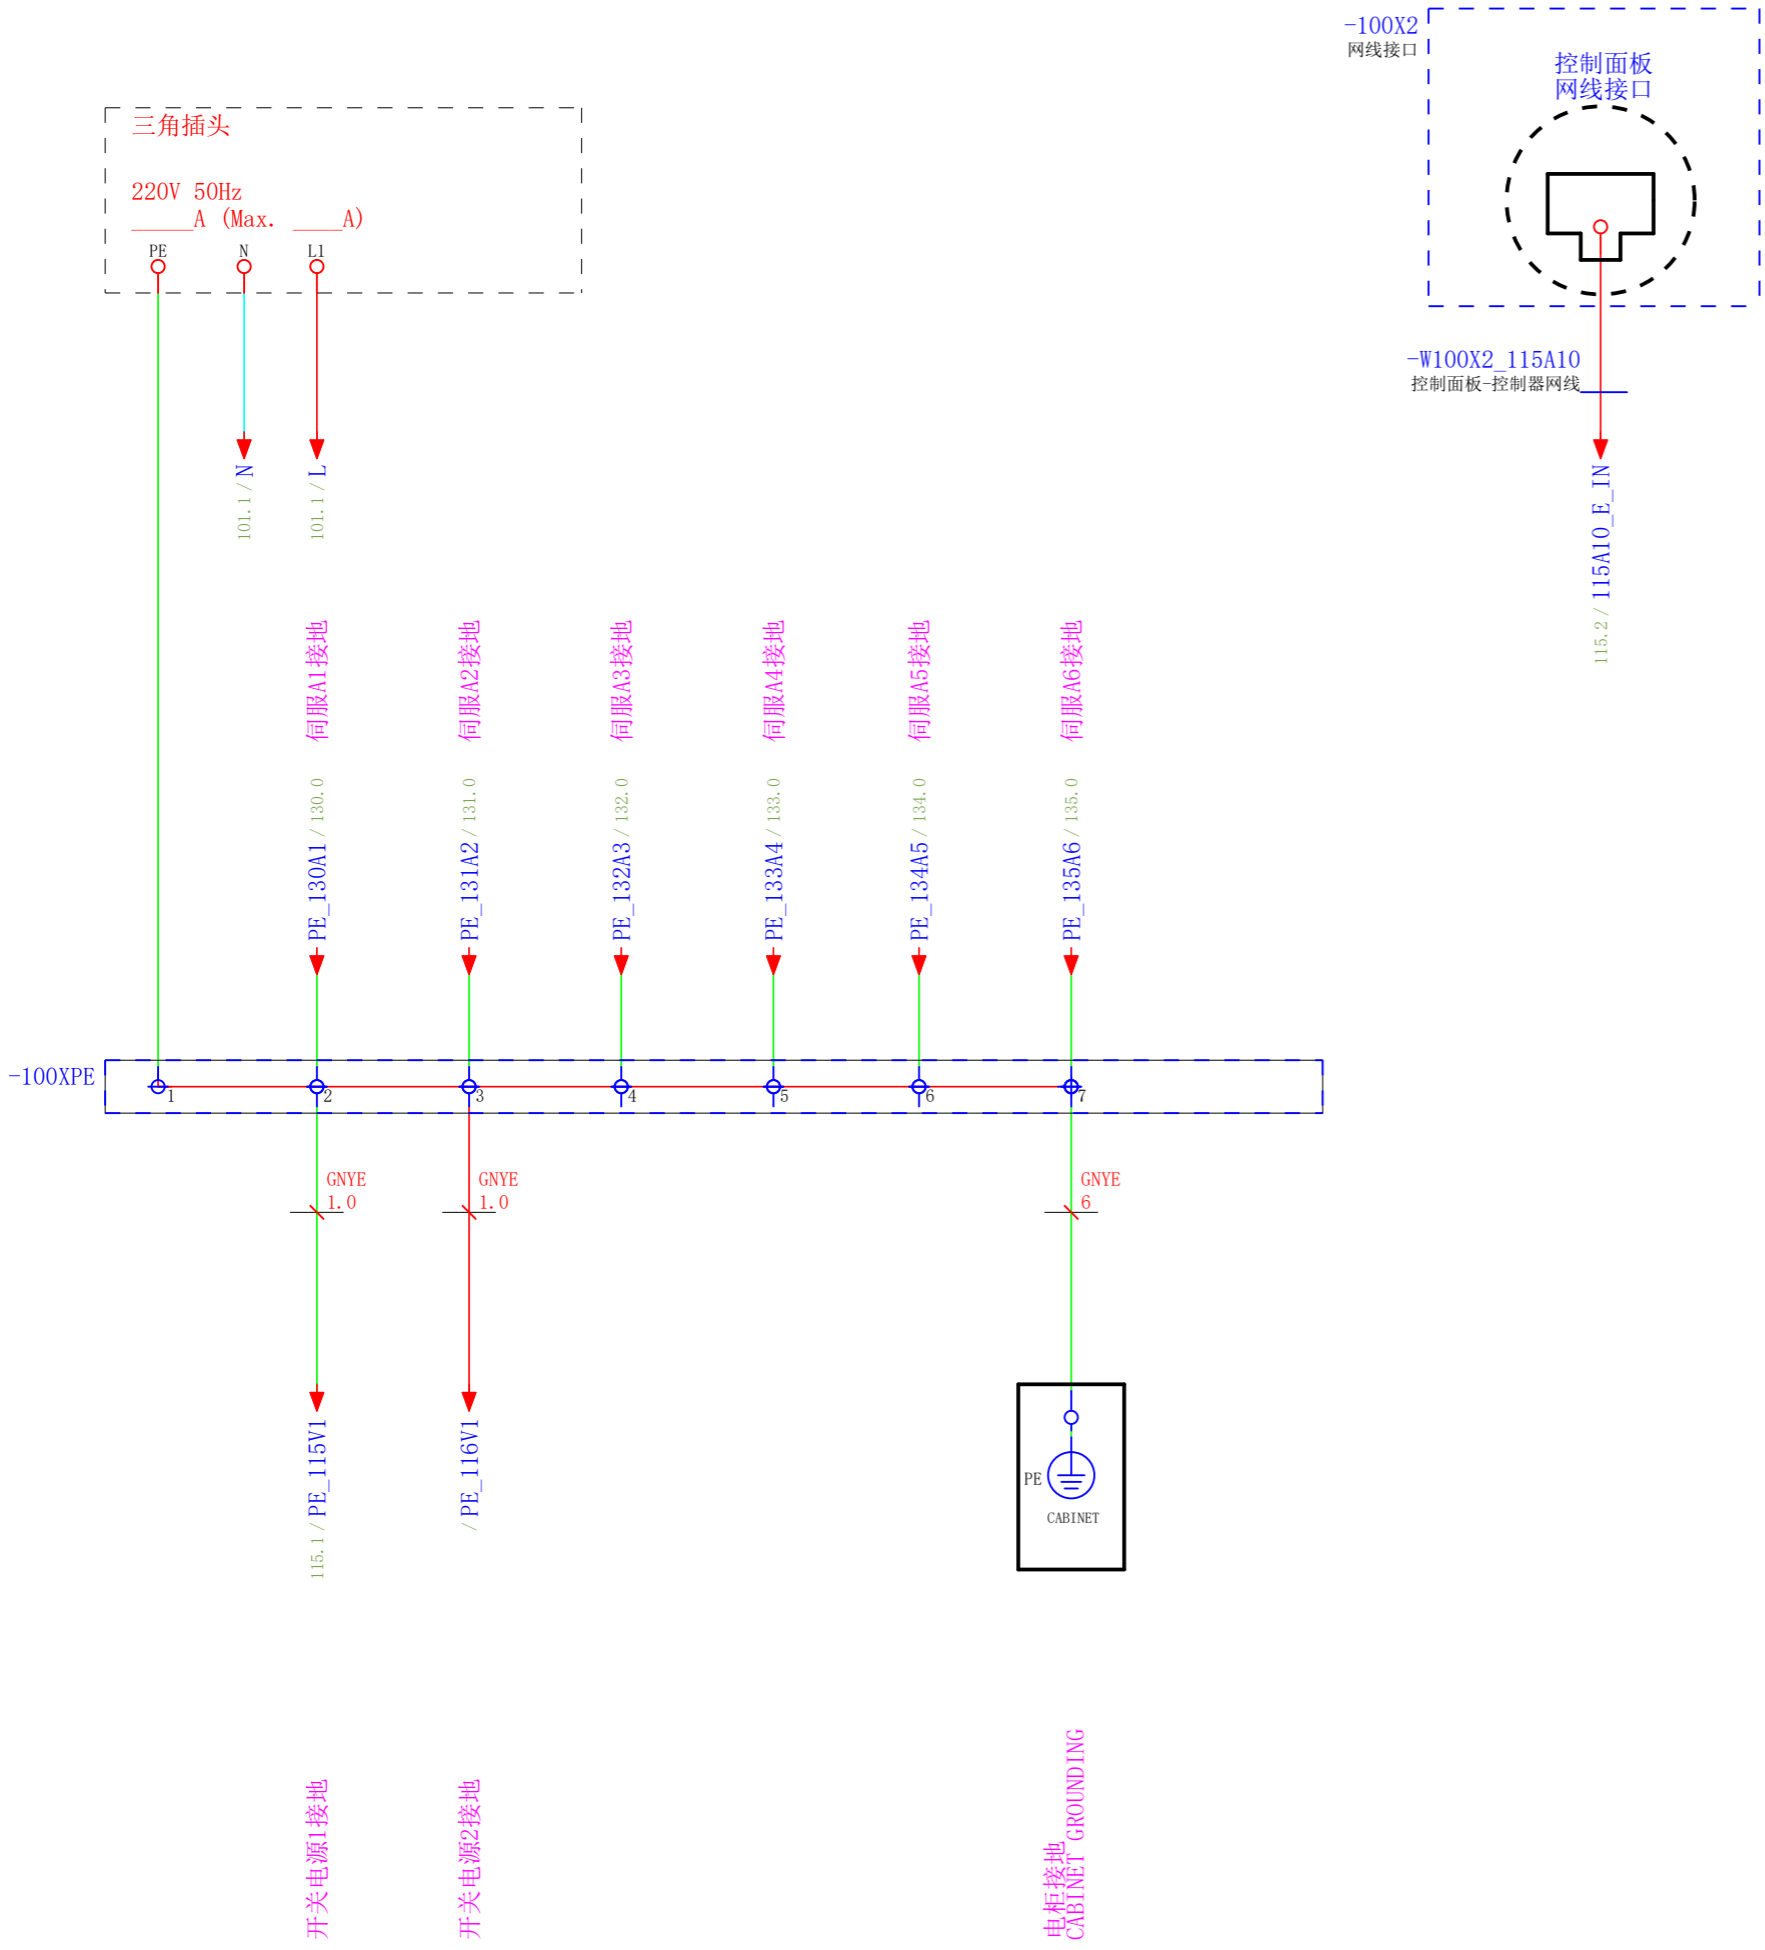 -100X2
网线接口
控制面板
网线接口
三角插头
220V 50Hz
_____A (Max. ____A)
PE
N
L1
-W100X2_115A10
控制面板-控制器网线
101.1 / N
101.1 / L
115.2 / 115A10_E_IN
PE_130A1 / 130.0 伺服A1接地
PE_131A2 / 131.0 伺服A2接地
PE_132A3 / 132.0 伺服A3接地
PE_133A4 / 133.0 伺服A4接地
PE_134A5 / 134.0 伺服A5接地
PE_135A6 / 135.0 伺服A6接地
-100XPE
1
2
3
4
5
6
7
GNYE
1.0
GNYE
1.0
GNYE
6
115.1 / PE_115V1
/ PE_116V1
PE
CABINET
开关电源1接地
开关电源2接地
电柜接地
CABINET GROUNDING